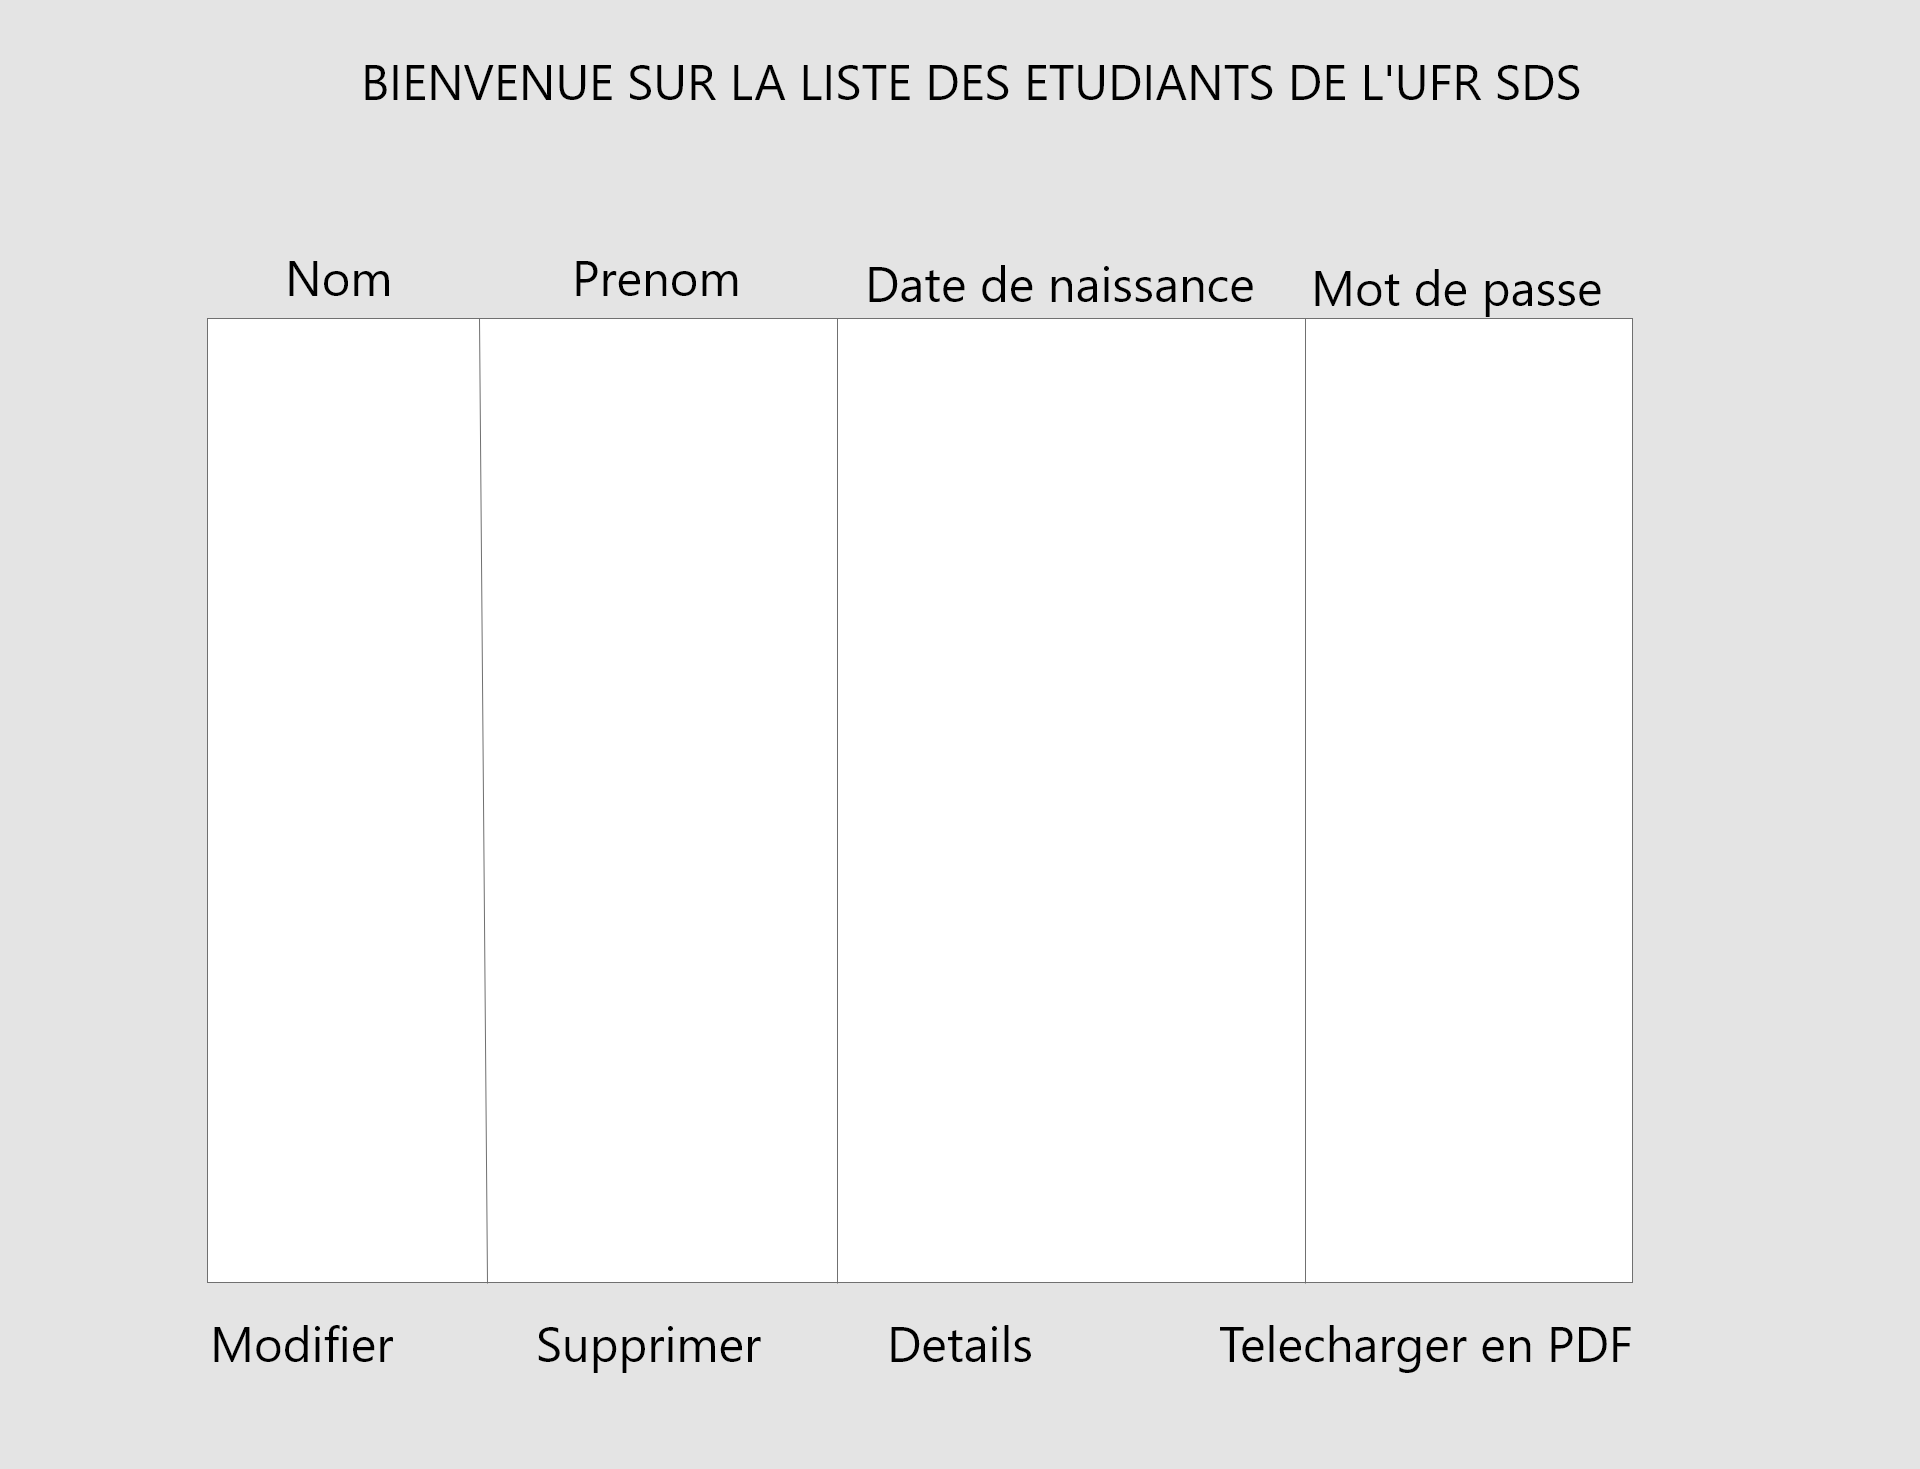 BIENVENUE SUR LA LISTE DES ETUDIANTS DE L'UFR SDS
Nom Prenom Date de naissance Mot de passe
Modifier Supprimer Details Telecharger en PDF